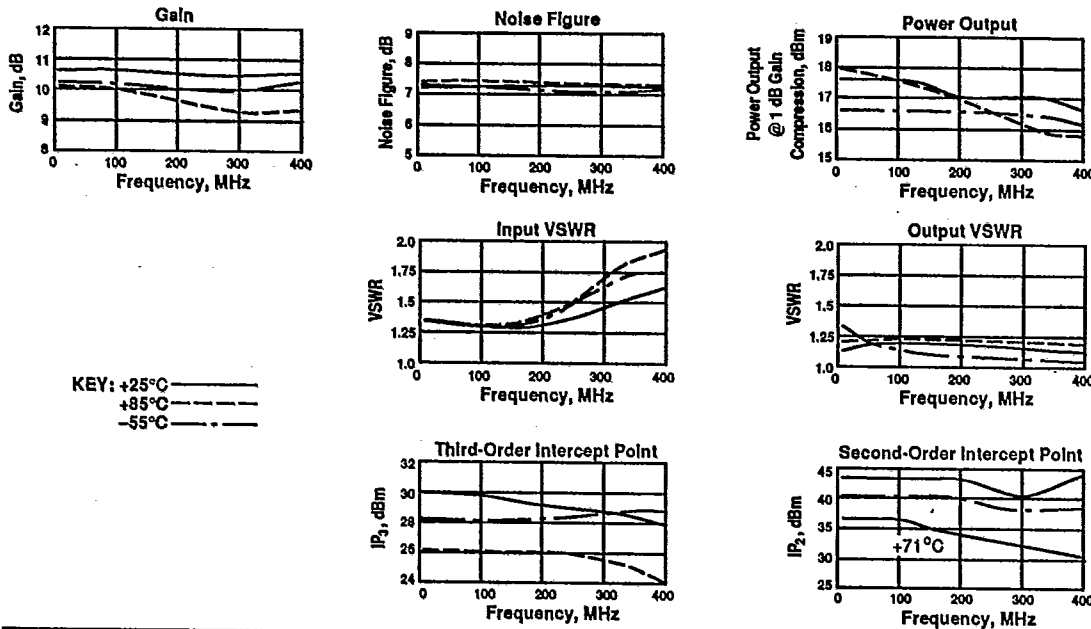 Gain
Gain, dB
12
11
10
9
8
0 100 200 300 400
Frequency, MHz
Noise Figure
Noise Figure, dB
9
8
7
6
5
0 100 200 300 400
Frequency, MHz
Power Output
Power Output
@1 dB Gain
Compression, dBm
19
18
17
16
15
0 100 200 300 400
Frequency, MHz
Input VSWR
VSWR
2.0
1.75
1.5
1.25
1.0
0 100 200 300 400
Frequency, MHz
Output VSWR
VSWR
2.0
1.75
1.5
1.25
1.0
0 100 200 300 400
Frequency, MHz
KEY: +25°C
+85°C
–55°C
Third-Order Intercept Point
IP3, dBm
32
30
28
26
24
0 100 200 300 400
Frequency, MHz
Second-Order Intercept Point
IP2, dBm
45
40
35
30
25
+71°C
0 100 200 300 400
Frequency, MHz